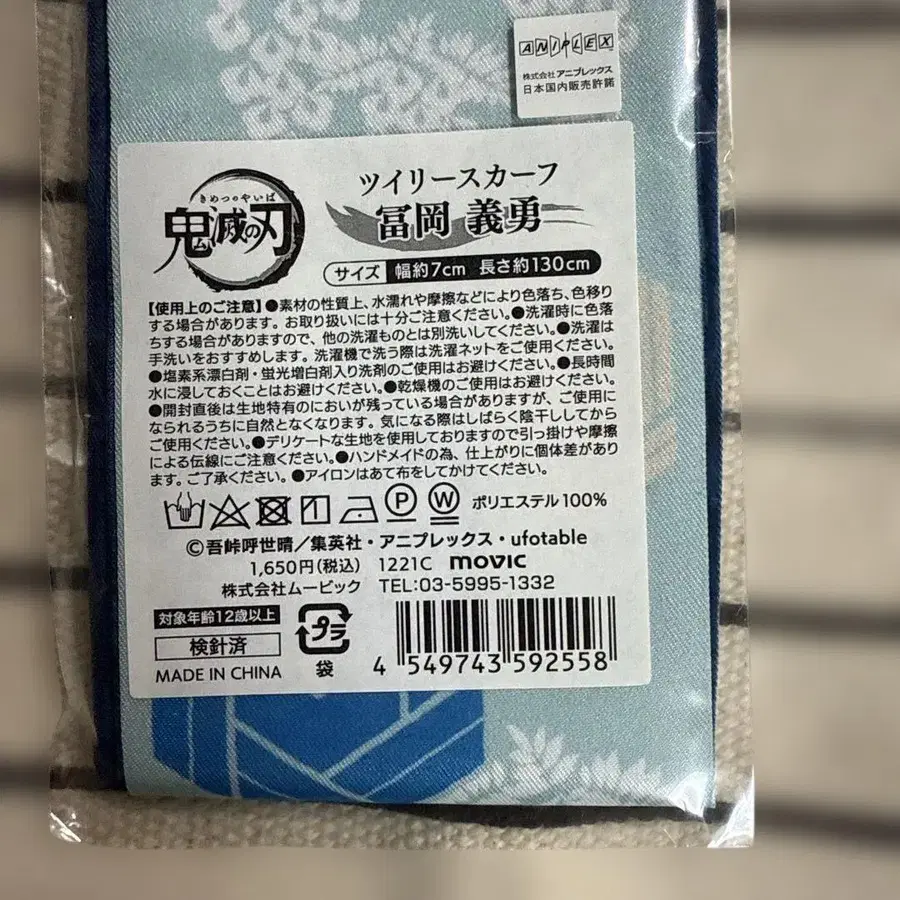 ANIPLEX
株式会社 アニプレックス
日本国内販売許諾
きめつのやいば
鬼滅の刃
ツイリースカーフ
冨岡 義勇
サイズ 幅約7cm 長さ約130cm
【使用上のご注意】●素材の性質上、水濡れや摩擦などにより色落ち、色移り
する場合があります。お取り扱いには十分ご注意ください。●洗濯時に色落
ちする場合がありますので、他の洗濯ものとは別洗いしてください。●洗濯は
手洗いをおすすめします。洗濯機で洗う際は洗濯ネットをご使用ください。
●塩素系漂白剤・蛍光増白剤入り洗剤のご使用はお避けください。●長時間
水に浸しておくことはお避けください。●乾燥機のご使用はお避けください。
●開封直後は生地特有のにおいが残っている場合がありますが、ご使用に
なられるうちに自然となくなります。気になる際はしばらく陰干ししてから
ご使用ください。●デリケートな生地を使用しておりますので引っ掛けや摩擦
による伝線にご注意ください。●ハンドメイドの為、仕上がりに個体差がありま
す。ご了承ください。●アイロンはあて布をしてかけてください。
P W ポリエステル100%
©吾峠呼世晴/集英社・アニプレックス・ufotable
1,650円(税込) 1221C movic
株式会社ムービック TEL:03-5995-1332
対象年齢12歳以上
検針済
MADE IN CHINA
プラ
袋
4 549743 592558